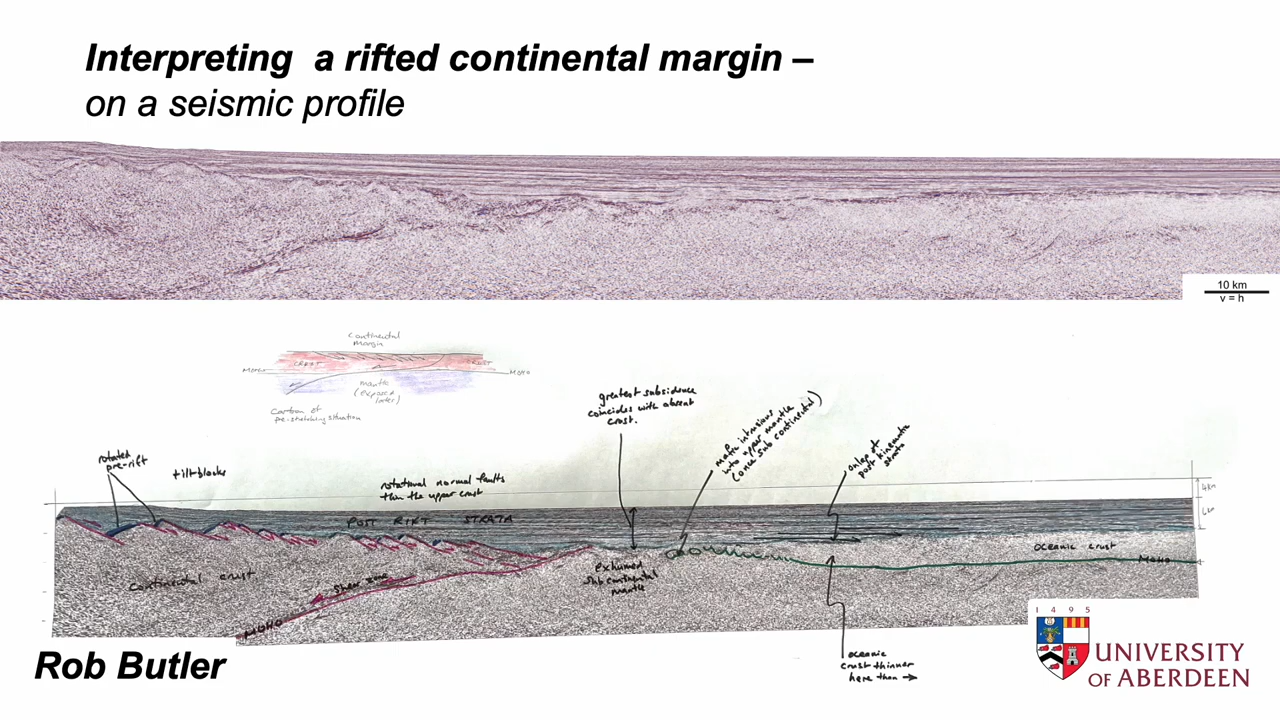 Interpreting a rifted continental margin –
on a seismic profile
10 km
v = h
continental
margin
CRUST
CRUST
MOHO
MOHO
mantle
(exposed
later)
Cartoon of
pre-stretching situation
greatest subsidence
coincides with absent
crust.
mafic intrusions
into upper mantle
(once sub continental)
onlap of
post kinematic
strata
rotated
pre-rift
tilt blocks
rotational normal faults
thin the upper crust
4km
POST RIFT STRATA
oceanic crust
MOHO
continental crust
shear zone
exhumed
sub continental
mantle
MOHO
oceanic
crust thinner
here than →
Rob Butler
1 4 9 5
UNIVERSITY
OF ABERDEEN